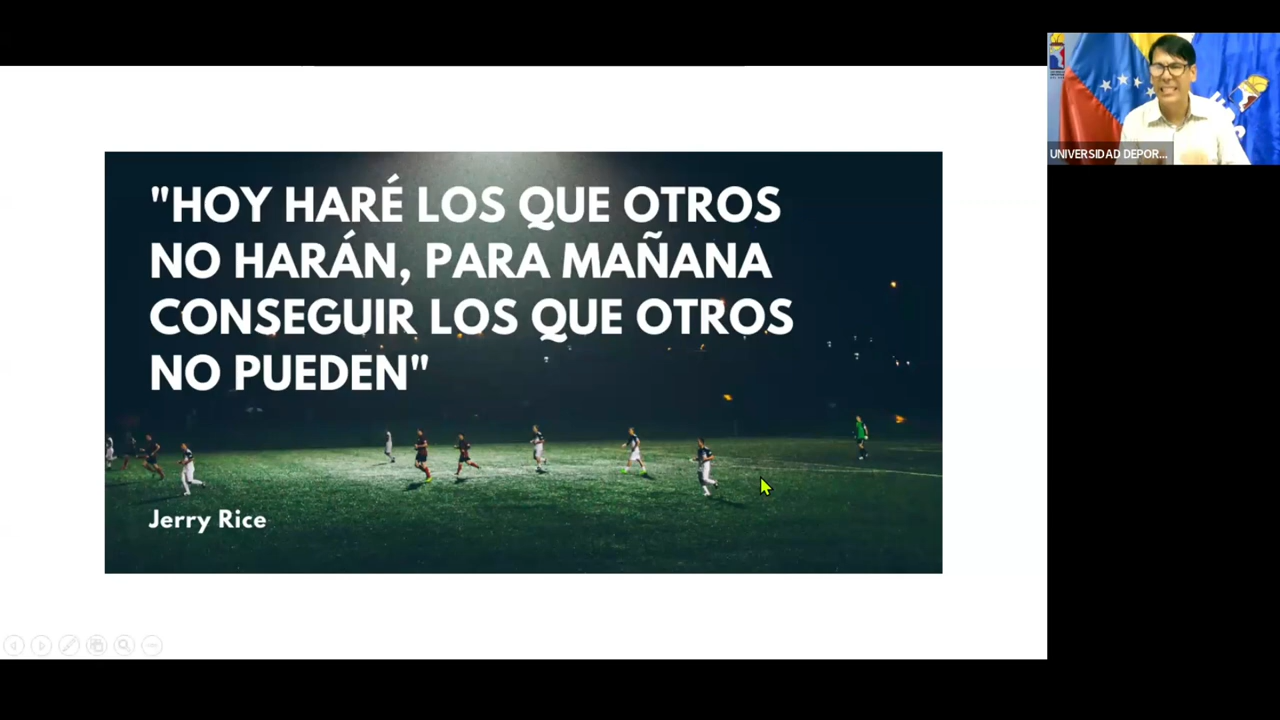 "HOY HARÉ LOS QUE OTROS
NO HARÁN, PARA MAÑANA
CONSEGUIR LOS QUE OTROS
NO PUEDEN"
Jerry Rice
UNIVERSIDAD DEPOR...